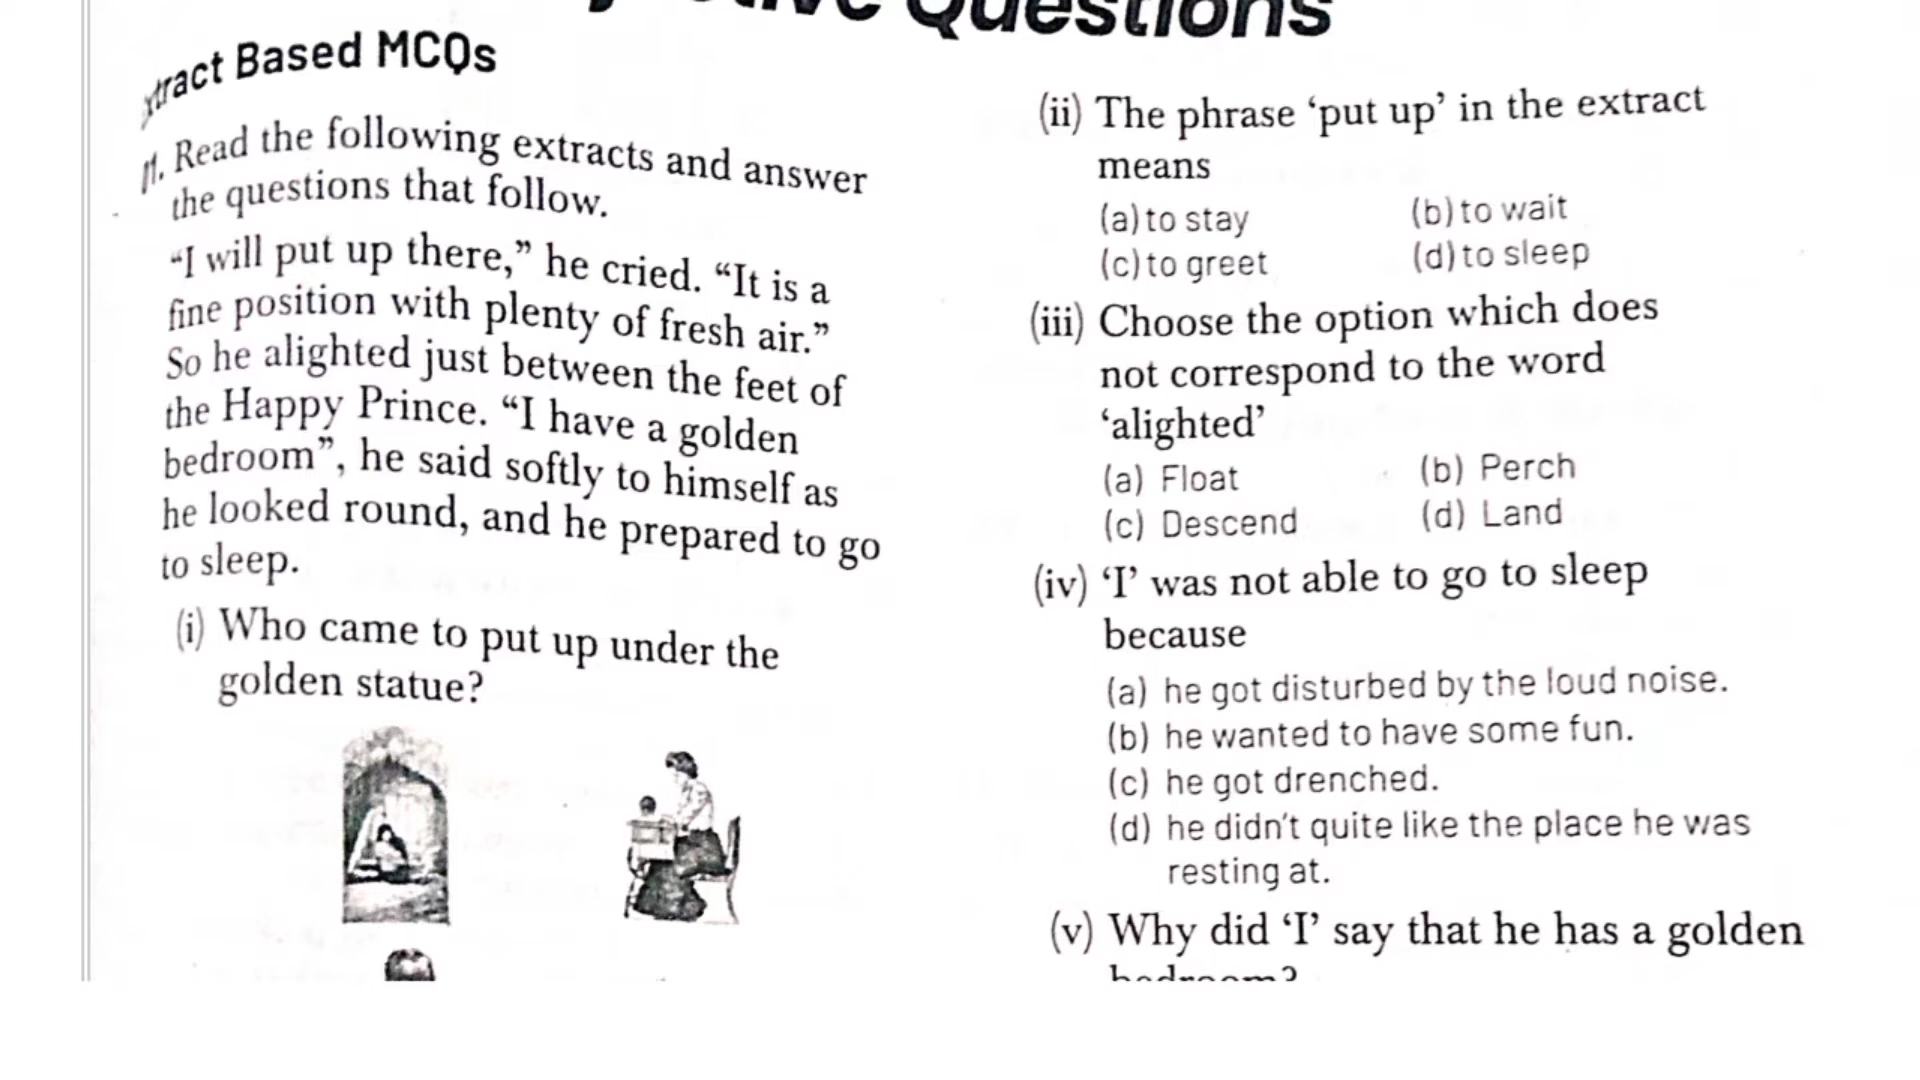 Questions
Based MCQs
Read the following extracts and answer
the questions that follow.
“I will put up there,” he cried. “It is a
fine position with plenty of fresh air.”
So he alighted just between the feet of
the Happy Prince. “I have a golden
bedroom”, he said softly to himself as
he looked round, and he prepared to go
to sleep.
(i) Who came to put up under the
golden statue?
(ii) The phrase ‘put up’ in the extract
means
(a) to stay (b) to wait
(c) to greet (d) to sleep
(iii) Choose the option which does
not correspond to the word
‘alighted’
(a) Float (b) Perch
(c) Descend (d) Land
(iv) ‘I’ was not able to go to sleep
because
(a) he got disturbed by the loud noise.
(b) he wanted to have some fun.
(c) he got drenched.
(d) he didn't quite like the place he was
resting at.
(v) Why did ‘I’ say that he has a golden